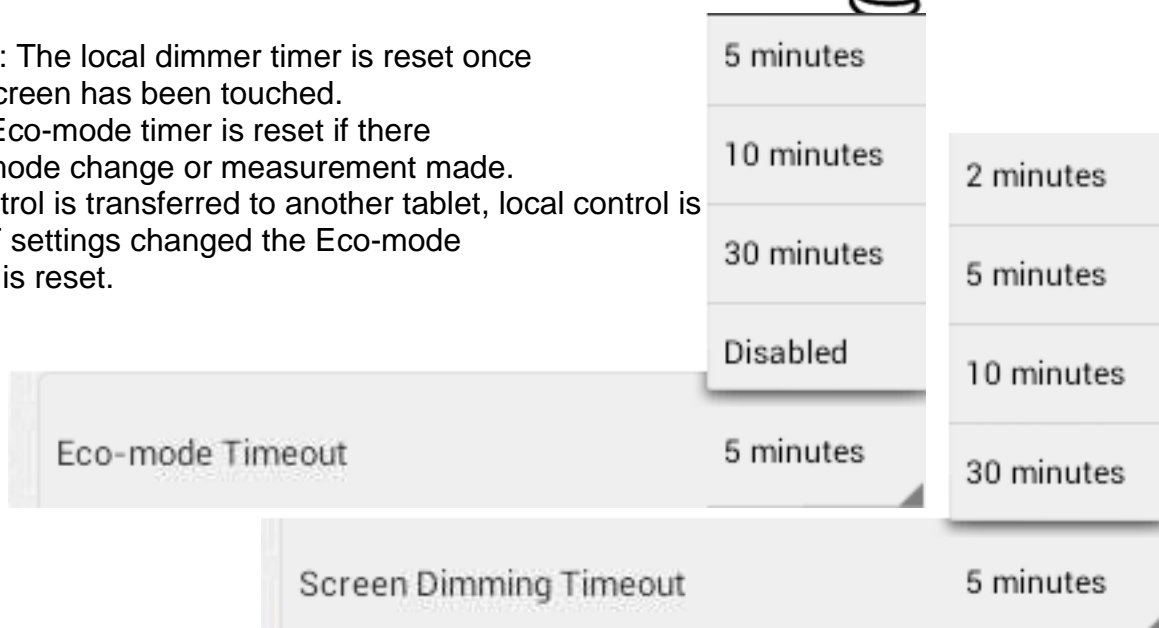 : The local dimmer timer is reset once
creen has been touched.
Eco-mode timer is reset if there
node change or measurement made.
trol is transferred to another tablet, local control is
settings changed the Eco-mode
is reset.
5 minutes
10 minutes
30 minutes
Disabled
Eco-mode Timeout
5 minutes
2 minutes
5 minutes
10 minutes
30 minutes
Screen Dimming Timeout
5 minutes